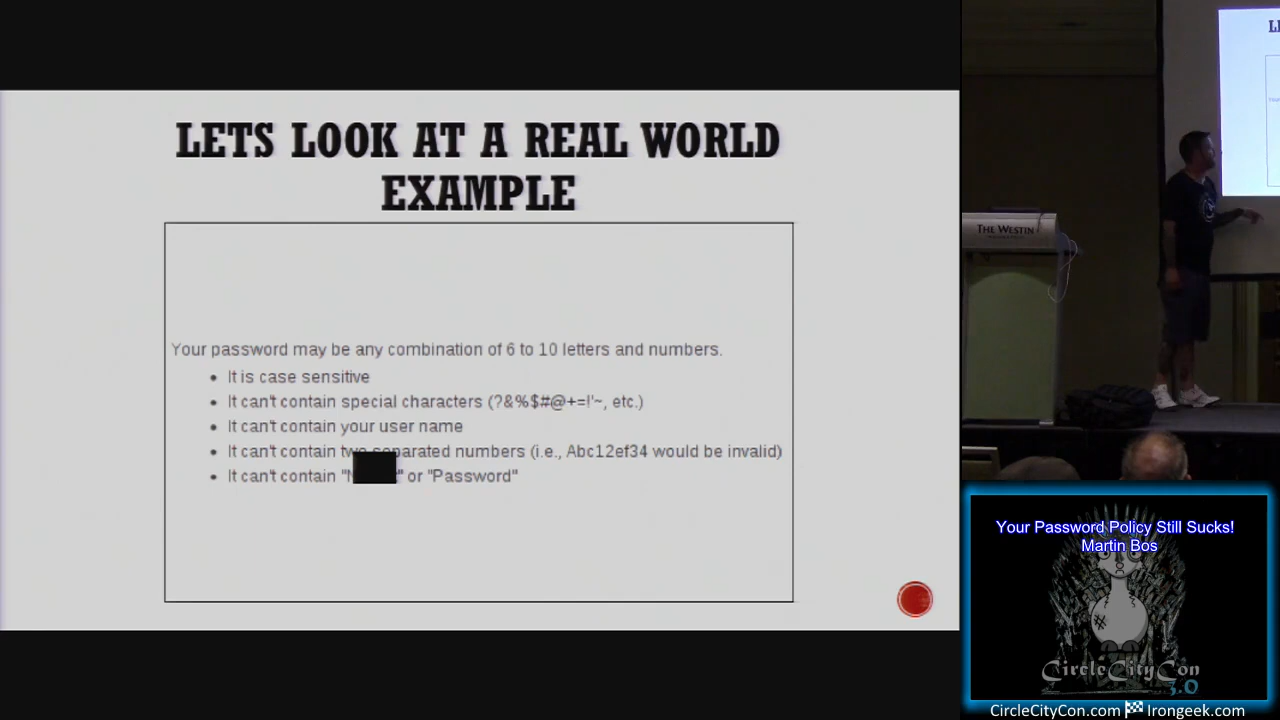 LETS LOOK AT A REAL WORLD
EXAMPLE
Your password may be any combination of 6 to 10 letters and numbers.
• It is case sensitive
• It can't contain special characters (?&%$#@+=!'~, etc.)
• It can't contain your user name
• It can't contain two separated numbers (i.e., Abc12ef34 would be invalid)
• It can't contain " " or "Password"
THE WESTIN
Your Password Policy Still Sucks!
Martin Bos
CircleCityCon
3.0
CircleCityCon.com Irongeek.com